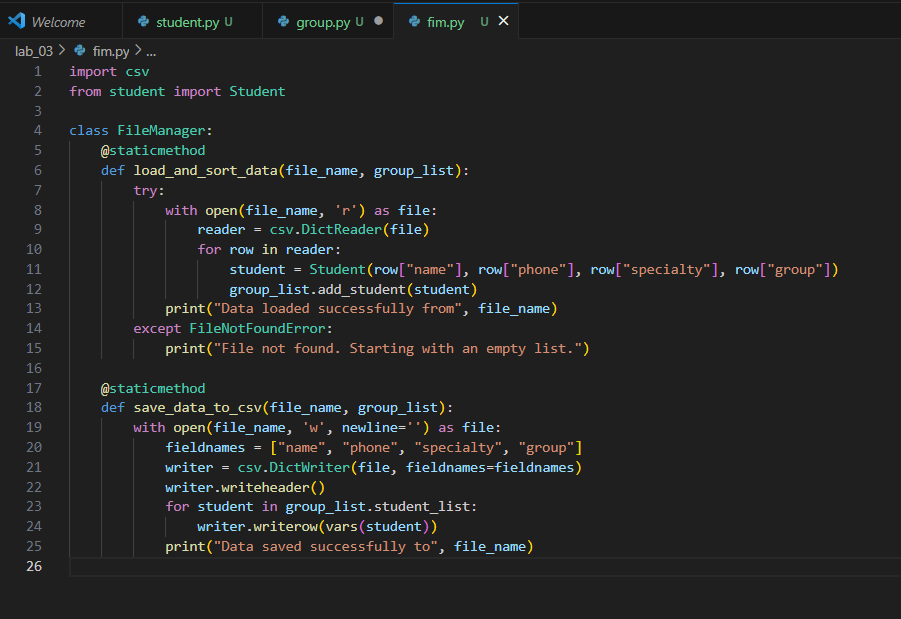 Welcome student.py U group.py U fim.py U
lab_03 > fim.py > ...
1 import csv
2 from student import Student
3
4 class FileManager:
5     @staticmethod
6     def load_and_sort_data(file_name, group_list):
7         try:
8             with open(file_name, 'r') as file:
9                 reader = csv.DictReader(file)
10                 for row in reader:
11                     student = Student(row["name"], row["phone"], row["specialty"], row["group"])
12                     group_list.add_student(student)
13             print("Data loaded successfully from", file_name)
14         except FileNotFoundError:
15             print("File not found. Starting with an empty list.")
16
17     @staticmethod
18     def save_data_to_csv(file_name, group_list):
19         with open(file_name, 'w', newline='') as file:
20             fieldnames = ["name", "phone", "specialty", "group"]
21             writer = csv.DictWriter(file, fieldnames=fieldnames)
22             writer.writeheader()
23             for student in group_list.student_list:
24                 writer.writerow(vars(student))
25             print("Data saved successfully to", file_name)
26